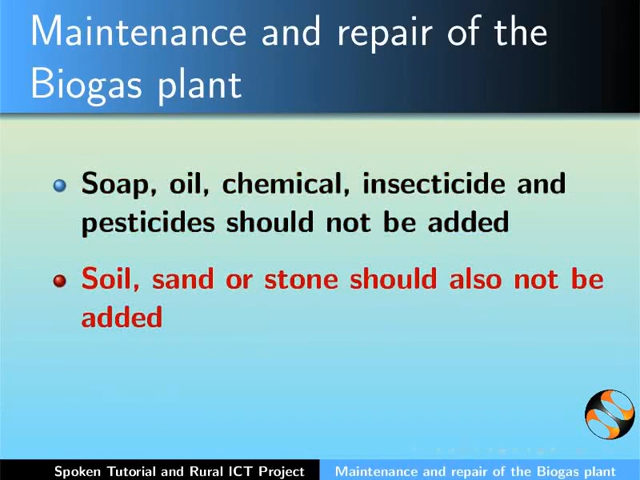 Maintenance and repair of the
Biogas plant
Soap, oil, chemical, insecticide and
pesticides should not be added
Soil, sand or stone should also not be
added
Spoken Tutorial and Rural ICT Project
Maintenance and repair of the Biogas plant